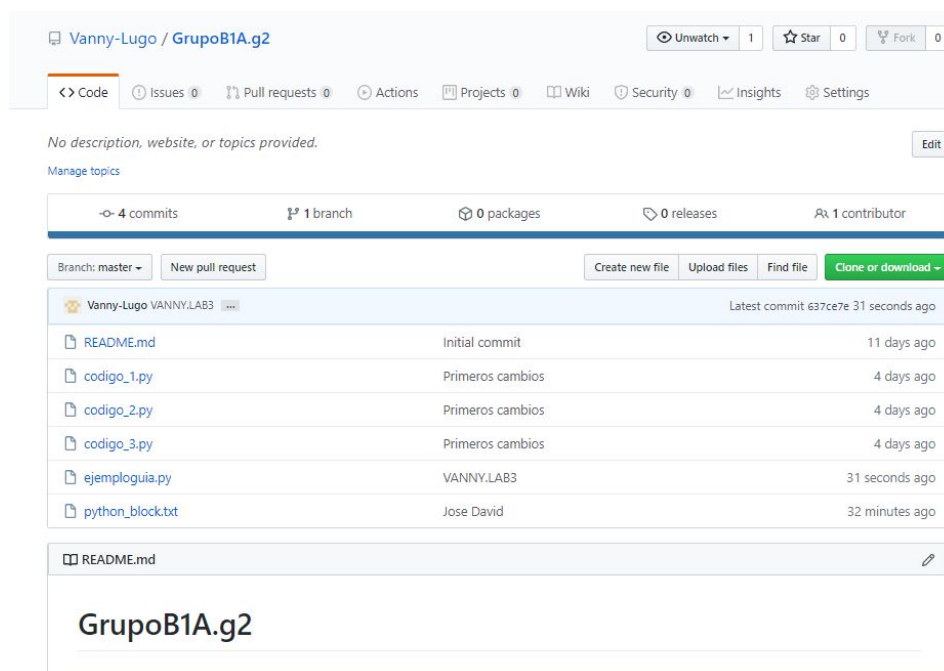 Vanny-Lugo / GrupoB1A.g2
Unwatch 1 Star 0 Fork 0
Code Issues 0 Pull requests 0 Actions Projects 0 Wiki Security 0 Insights Settings
No description, website, or topics provided. Edit
Manage topics
4 commits 1 branch 0 packages 0 releases 1 contributor
Branch: master New pull request Create new file Upload files Find file Clone or download
Vanny-Lugo VANNY.LAB3 ... Latest commit 637ce7e 31 seconds ago
README.md Initial commit 11 days ago
codigo_1.py Primeros cambios 4 days ago
codigo_2.py Primeros cambios 4 days ago
codigo_3.py Primeros cambios 4 days ago
ejemploguia.py VANNY.LAB3 31 seconds ago
python_block.txt Jose David 32 minutes ago
README.md
GrupoB1A.g2